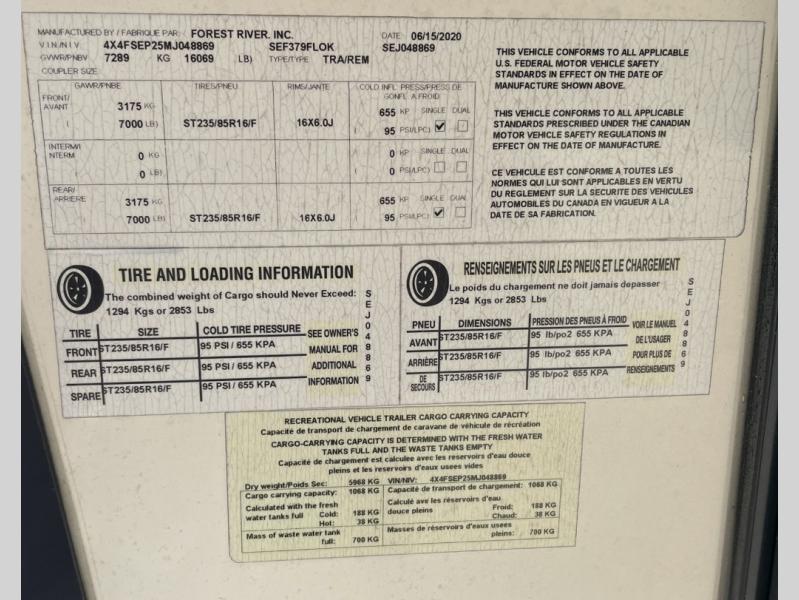 MANUFACTURED BY / FABRIQUE PAR: FOREST RIVER, INC. DATE 06/15/2020
V.I.N/N.I.V. 4X4FSEP25MJ048869 SEF379FLOK SEJ048869
GVWR/PNBV 7289 KG 16069 LB) TYPE/TYPE TRA/REM
COUPLER SIZE
GAWR/PNBE TIRES/PNEU RIMS/JANTE COLD INFL. PRESS/PRESS DE GONFL. A FROID
FRONT/
AVANT 3175 KG 655 KP SINGLE DUAL
( 7000 LB) ST235/85R16/F 16X6.0J ( 95 PSI/LPC)
INTERM/
INTERM 0 KG 0 KP SINGLE DUAL
( 0 LB) ( 0 PSI/LPC)
REAR/
ARRIÈRE 3175 KG 655 KP SINGLE DUAL
( 7000 LB) ST235/85R16/F 16X6.0J ( 95 PSI/LPC)
THIS VEHICLE CONFORMS TO ALL APPLICABLE
U.S. FEDERAL MOTOR VEHICLE SAFETY
STANDARDS IN EFFECT ON THE DATE OF
MANUFACTURE SHOWN ABOVE.
THIS VEHICLE CONFORMS TO ALL APPLICABLE
STANDARDS PRESCRIBED UNDER THE CANADIAN
MOTOR VEHICLE SAFETY REGULATIONS IN
EFFECT ON THE DATE OF MANUFACTURE.
CE VEHICULE EST CONFORME A TOUTES LES
NORMES QUI LUI SONT APPLICABLES EN VERTU
DU REGLEMENT SUR LA SECURITE DES VEHICULES
AUTOMOBILES DU CANADA EN VIGUEUR A LA
DATE DE SA FABRICATION.
TIRE AND LOADING INFORMATION
The combined weight of Cargo should Never Exceed:
1294 Kgs or 2853 Lbs
TIRE SIZE COLD TIRE PRESSURE
FRONT ST235/85R16/F 95 PSI / 655 KPA
REAR ST235/85R16/F 95 PSI / 655 KPA
SPARE ST235/85R16/F 95 PSI / 655 KPA
SEE OWNER'S
MANUAL FOR
ADDITIONAL
INFORMATION
SEJ048869
RENSEIGNEMENTS SUR LES PNEUS ET LE CHARGEMENT
Le poids du chargement ne doit jamais depasser
1294 Kgs or 2853 Lbs
PNEU DIMENSIONS PRESSION DES PNEUS À FROID
AVANT ST235/85R16/F 95 lb/po2 655 KPA
ARRIÈRE ST235/85R16/F 95 lb/po2 655 KPA
DE SECOURS ST235/85R16/F 95 lb/po2 655 KPA
VOIR LE MANUEL
DE L'USAGER
POUR PLUS DE
RENSEIGNEMENTS
SEJ048869
RECREATIONAL VEHICLE TRAILER CARGO CARRYING CAPACITY
Capacité de transport de chargement de caravane de véhicule de récréation
CARGO-CARRYING CAPACITY IS DETERMINED WITH THE FRESH WATER
TANKS FULL AND THE WASTE TANKS EMPTY
Capacité de chargement est calculee avec les reservoirs d'eau douce
pleins et les reservoirs d'eaux usees vides
Dry weight/Poids Sec: 5968 KG VIN/NIV: 4X4FSEP25MJ048869
Cargo carrying capacity: 1068 KG Capacité de transport de chargement: 1068 KG
Calculated with the fresh Calculé ave les réservoirs d'eau
water tanks full Cold: 188 KG douce pleins Froid: 188 KG
Hot: 38 KG Chaud: 38 KG
Mass of waste water tank full: 700 KG Masses de réservoirs d'eaux usees pleins: 700 KG